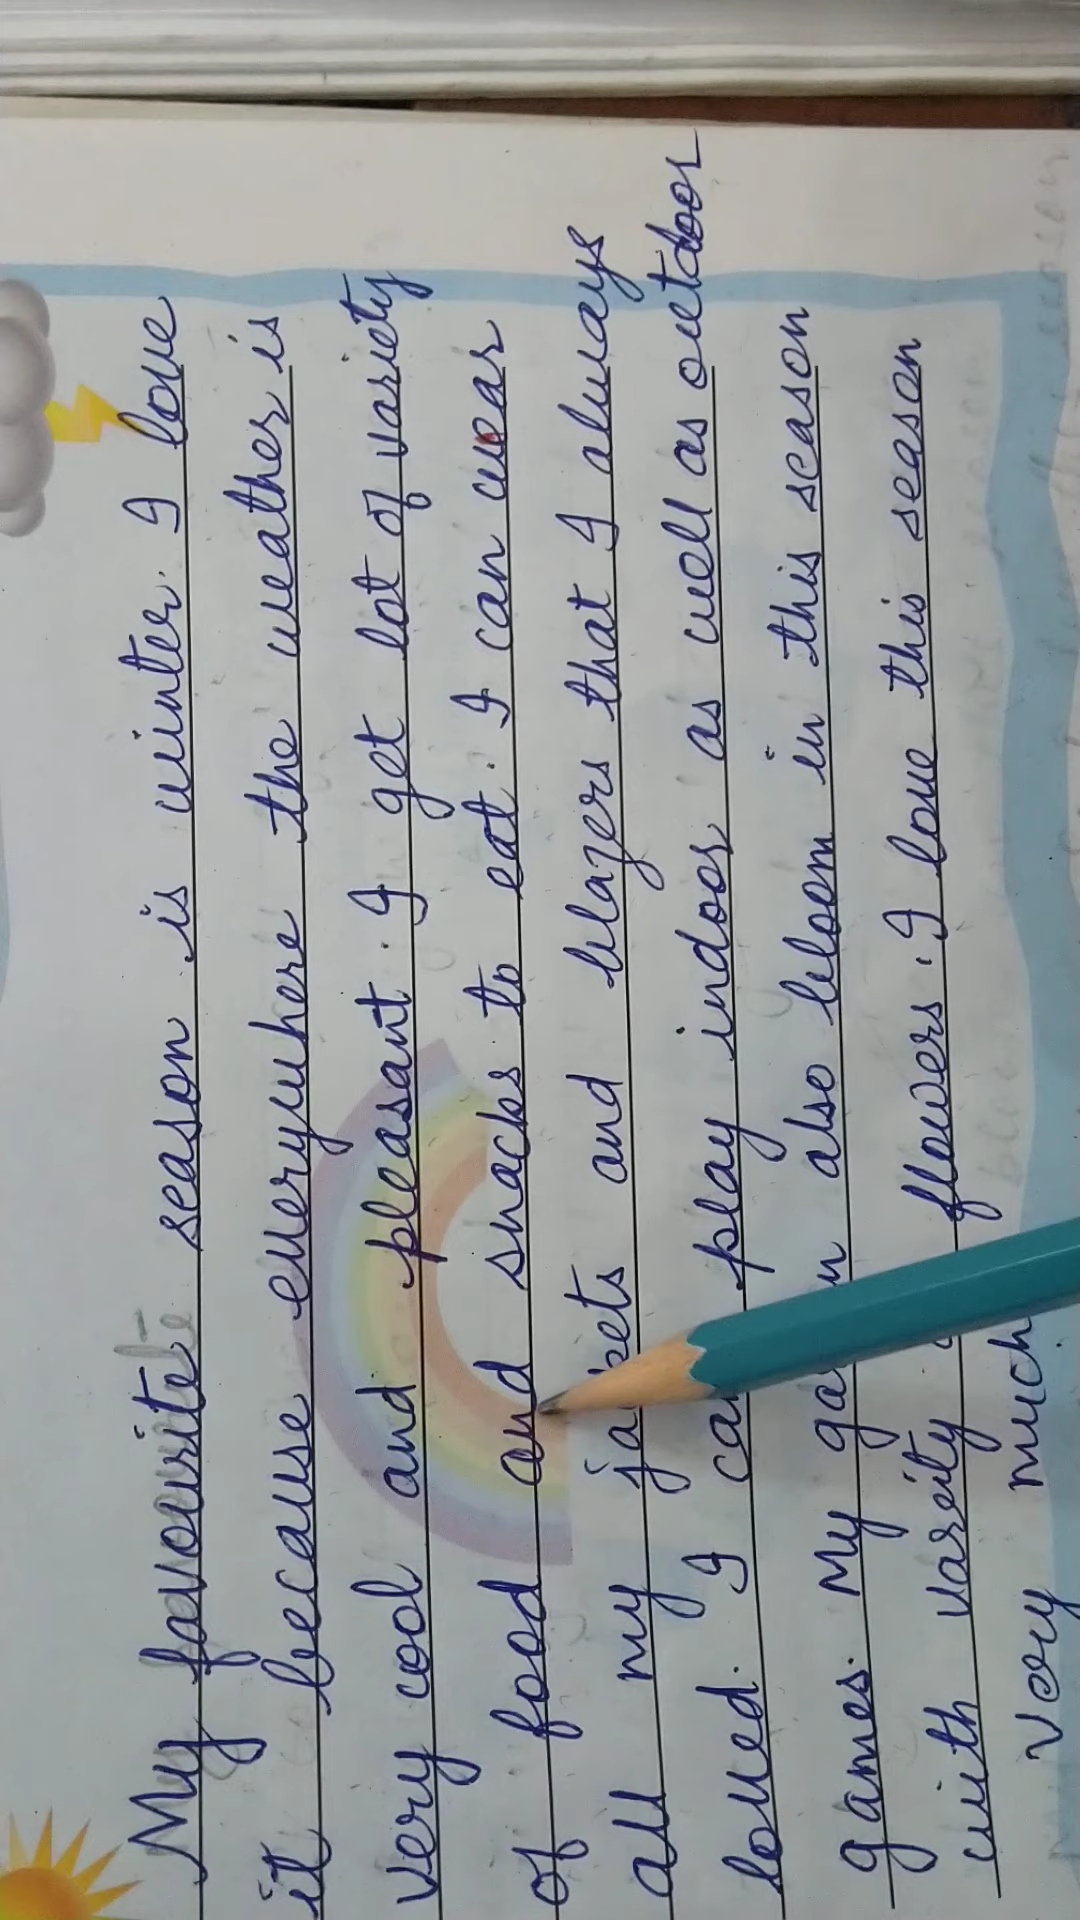 My favourite season is winter. I love
it because everywhere the weather is
very cool and pleasant. I get lot of variety
of food and snacks to eat. I can wear
all my jackets and blazers that I always
loved. I can play indoor as well as outdoor
games. My garden also bloom in this season
with vareity flowers. I love this season
very much